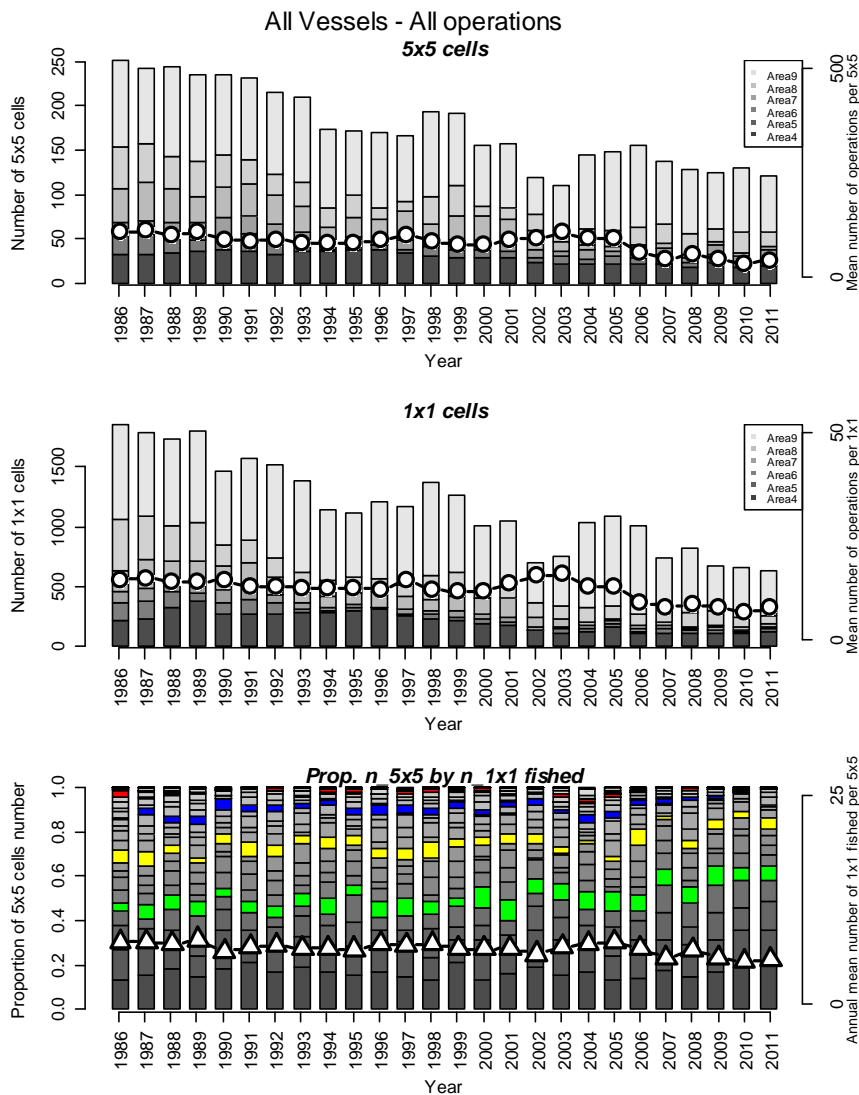 All Vessels - All operations
5x5 cells
250
200
150
100
50
0
Number of 5x5 cells
Area9
Area8
Area7
Area6
Area5
Area4
500
0
Mean number of operations per 5x5
1986 1987 1988 1989 1990 1991 1992 1993 1994 1995 1996 1997 1998 1999 2000 2001 2002 2003 2004 2005 2006 2007 2008 2009 2010 2011
Year
1x1 cells
1500
1000
500
0
Number of 1x1 cells
Area9
Area8
Area7
Area6
Area5
Area4
50
0
Mean number of operations per 1x1
1986 1987 1988 1989 1990 1991 1992 1993 1994 1995 1996 1997 1998 1999 2000 2001 2002 2003 2004 2005 2006 2007 2008 2009 2010 2011
Year
Prop. n_5x5 by n_1x1 fished
1.0
0.8
0.6
0.4
0.2
0.0
Proportion of 5x5 cells number
25
0
Annual mean number of 1x1 fished per 5x5
1986 1987 1988 1989 1990 1991 1992 1993 1994 1995 1996 1997 1998 1999 2000 2001 2002 2003 2004 2005 2006 2007 2008 2009 2010 2011
Year